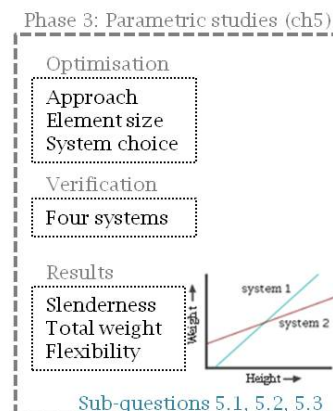 Phase 3: Parametric studies (ch5)
Optimisation
Approach
Element size
System choice
Verification
Four systems
Results
Slenderness
Total weight
Flexibility
Weight
system 1
system 2
Height
Sub-questions 5.1, 5.2, 5.3